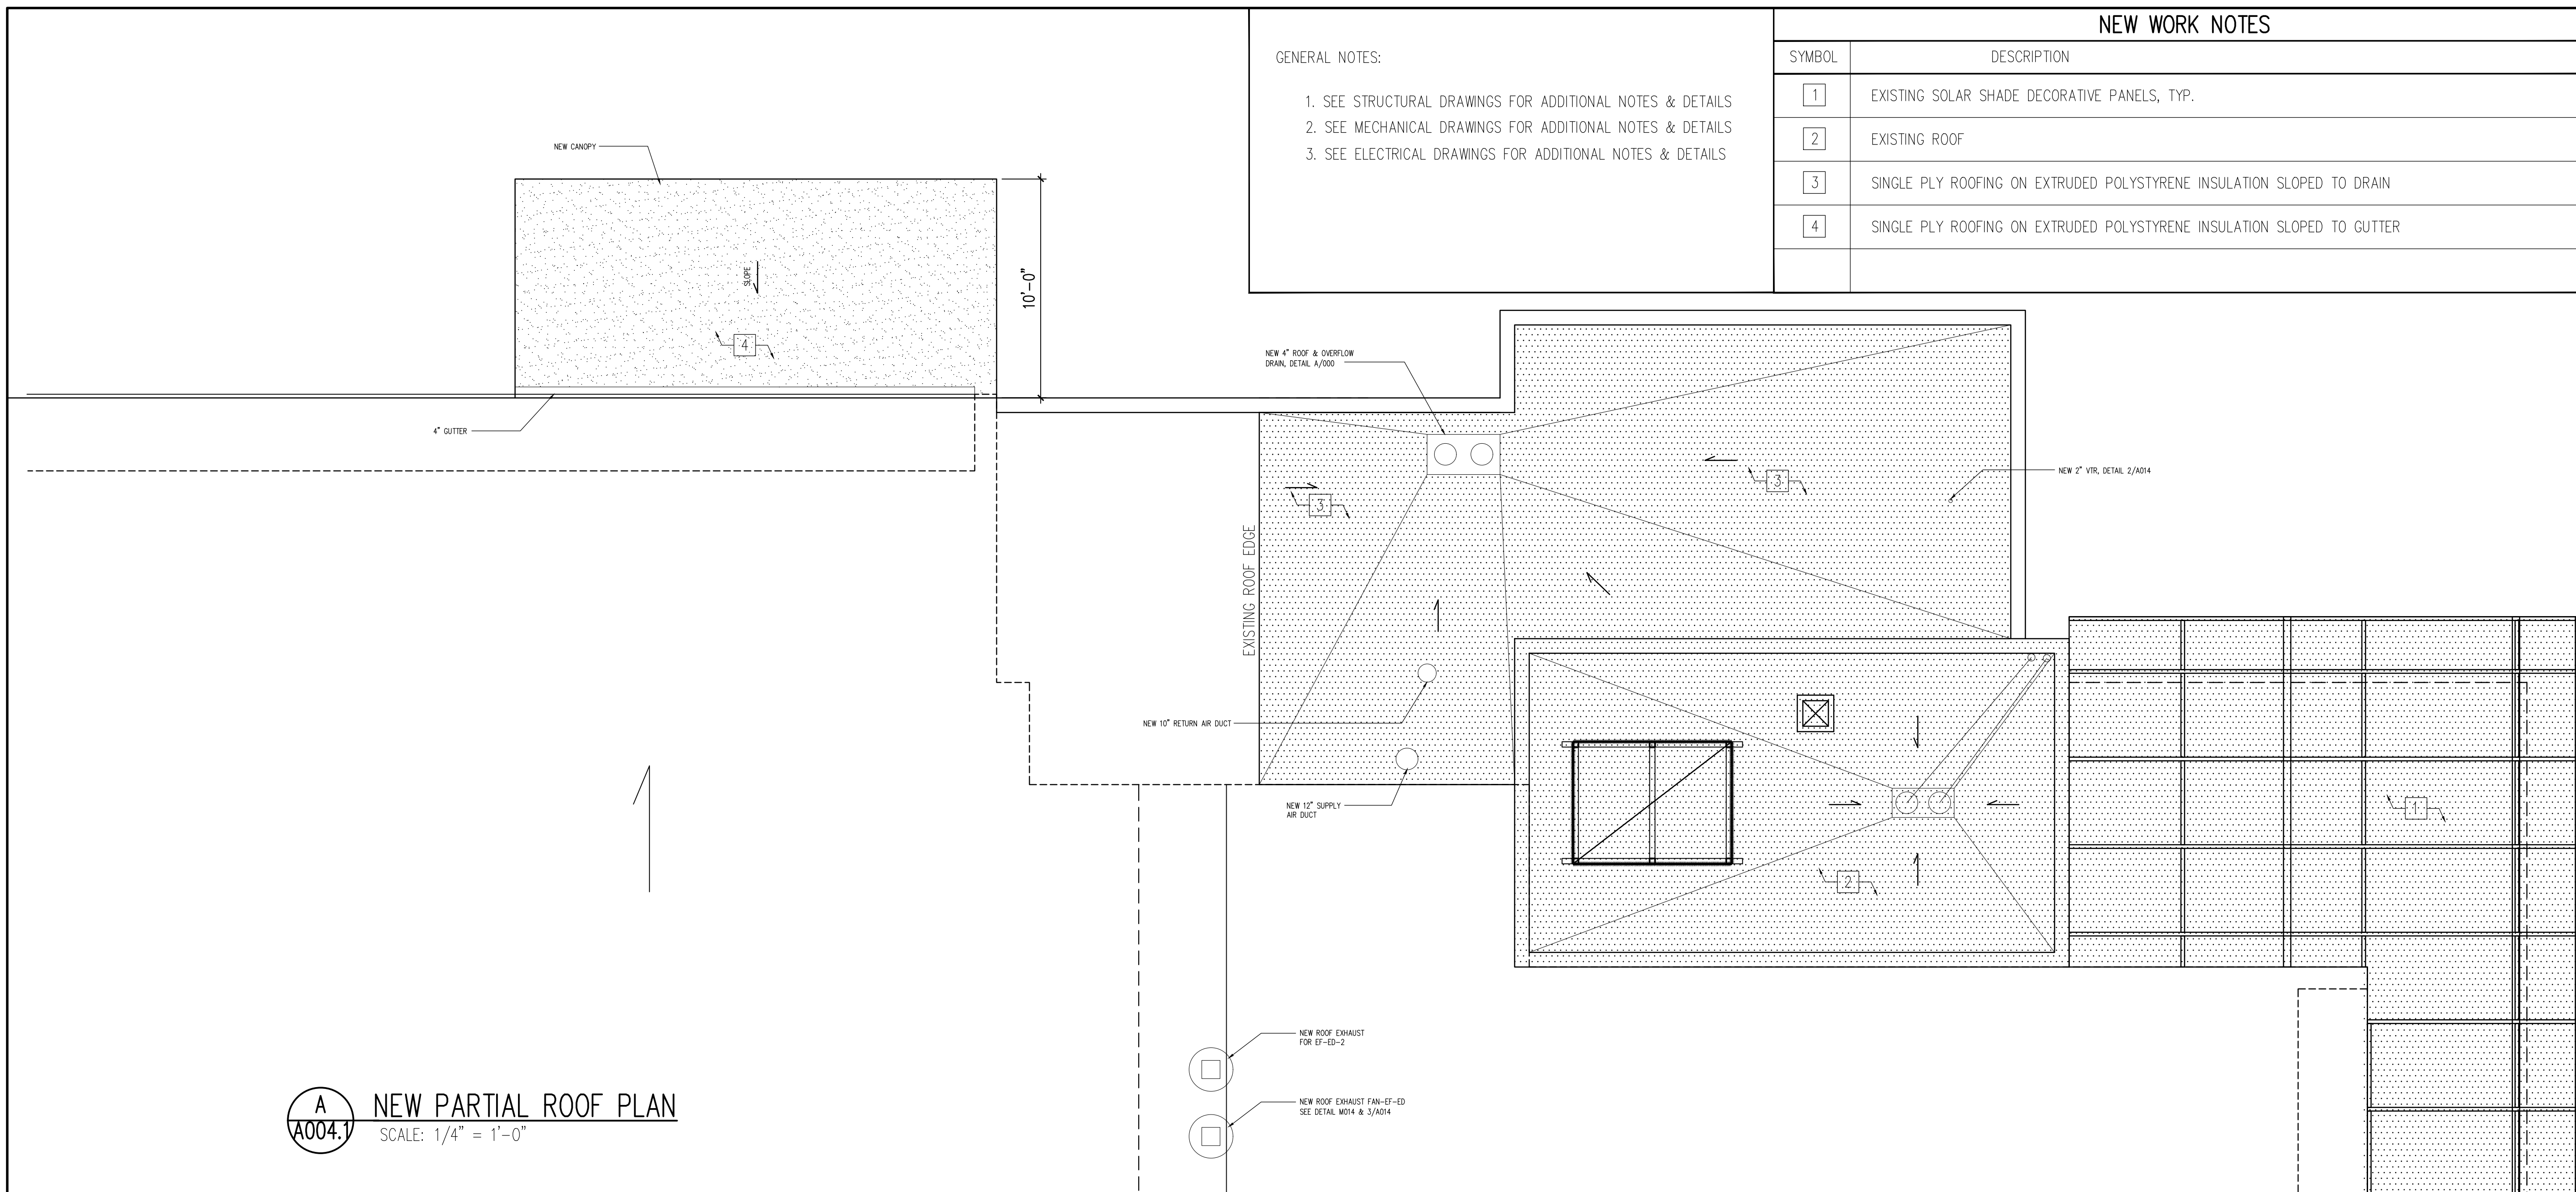 GENERAL NOTES:
1. SEE STRUCTURAL DRAWINGS FOR ADDITIONAL NOTES & DETAILS
2. SEE MECHANICAL DRAWINGS FOR ADDITIONAL NOTES & DETAILS
3. SEE ELECTRICAL DRAWINGS FOR ADDITIONAL NOTES & DETAILS
NEW WORK NOTES
SYMBOL DESCRIPTION
1 EXISTING SOLAR SHADE DECORATIVE PANELS, TYP.
2 EXISTING ROOF
3 SINGLE PLY ROOFING ON EXTRUDED POLYSTYRENE INSULATION SLOPED TO DRAIN
4 SINGLE PLY ROOFING ON EXTRUDED POLYSTYRENE INSULATION SLOPED TO GUTTER
NEW CANOPY
SLOPE
10'-0"
4
4" GUTTER
NEW 4" ROOF & OVERFLOW
DRAIN, DETAIL A/000
3
3
NEW 2" VTR, DETAIL 2/A014
EXISTING ROOF EDGE
NEW 10" RETURN AIR DUCT
NEW 12" SUPPLY
AIR DUCT
1
2
NEW ROOF EXHAUST
FOR EF-ED-2
NEW ROOF EXHAUST FAN-EF-ED
SEE DETAIL M014 & 3/A014
A
A004.1
NEW PARTIAL ROOF PLAN
SCALE: 1/4" = 1'-0"